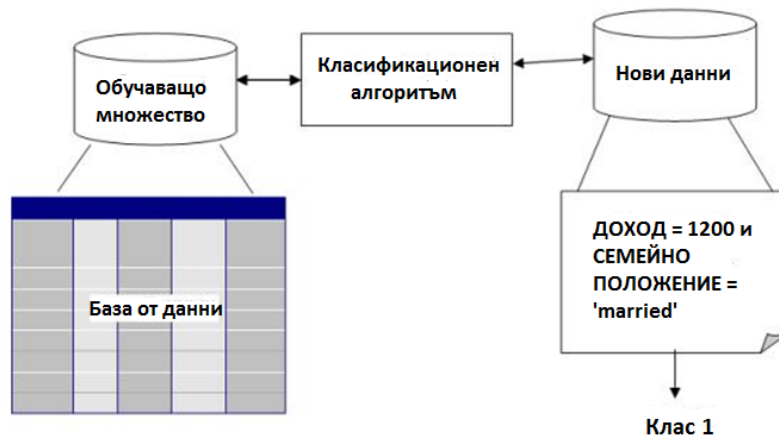 Обучаващо
множество
Класификационен
алгоритъм
Нови данни
База от данни
ДОХОД = 1200 и
СЕМЕЙНО
ПОЛОЖЕНИЕ =
'married'
Клас 1